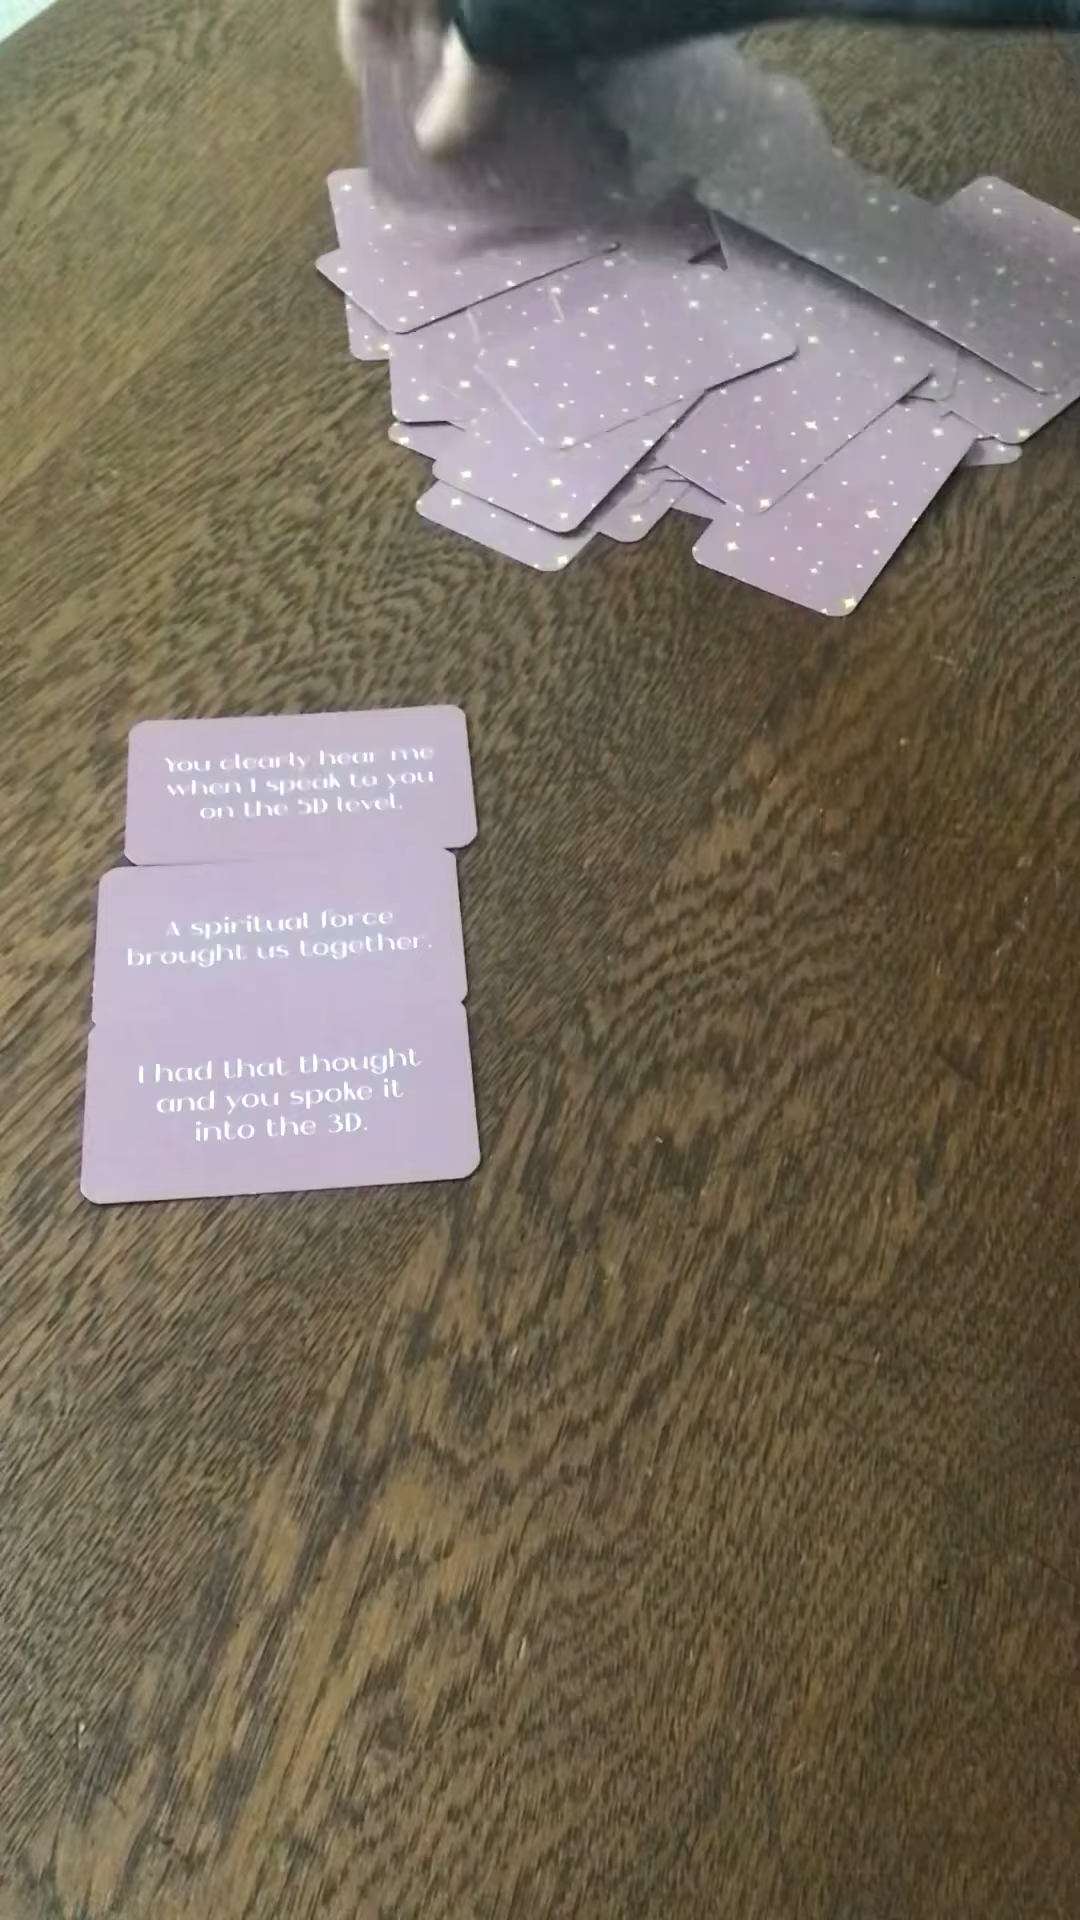 You clearly hear me
when I speak to you
on the 5D level.
A spiritual force
brought us together.
I had that thought
and you spoke it
into the 3D.